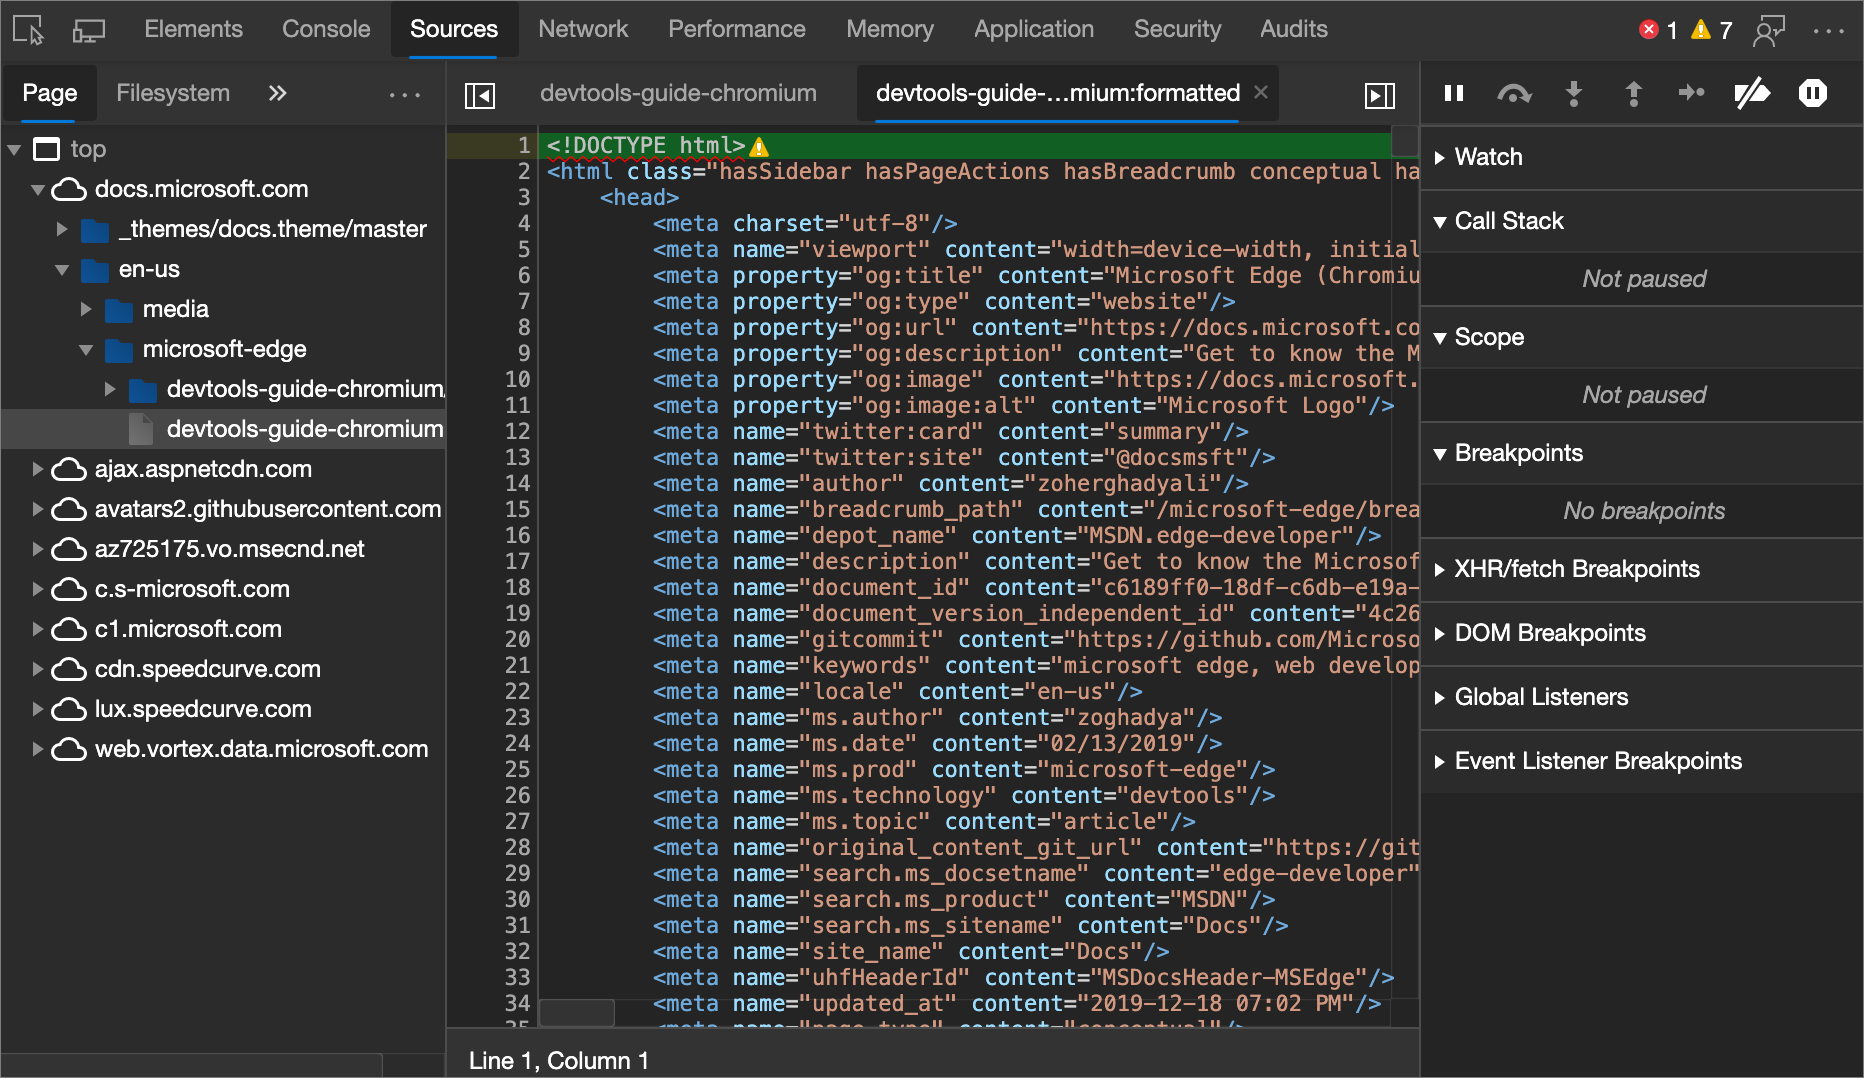 Elements Console Sources Network Performance Memory Application Security Audits 1 7
Page Filesystem
top
docs.microsoft.com
_themes/docs.theme/master
en-us
media
microsoft-edge
devtools-guide-chromium/
devtools-guide-chromium
ajax.aspnetcdn.com
avatars2.githubusercontent.com
az725175.vo.msecnd.net
c.s-microsoft.com
c1.microsoft.com
cdn.speedcurve.com
lux.speedcurve.com
web.vortex.data.microsoft.com
devtools-guide-chromium devtools-guide-...mium:formatted
1 <!DOCTYPE html>
2 <html class="hasSidebar hasPageActions hasBreadcrumb conceptual ha
3 <head>
4 <meta charset="utf-8"/>
5 <meta name="viewport" content="width=device-width, initial
6 <meta property="og:title" content="Microsoft Edge (Chromiu
7 <meta property="og:type" content="website"/>
8 <meta property="og:url" content="https://docs.microsoft.co
9 <meta property="og:description" content="Get to know the M
10 <meta property="og:image" content="https://docs.microsoft.
11 <meta property="og:image:alt" content="Microsoft Logo"/>
12 <meta name="twitter:card" content="summary"/>
13 <meta name="twitter:site" content="@docsmsft"/>
14 <meta name="author" content="zoherghadyali"/>
15 <meta name="breadcrumb_path" content="/microsoft-edge/brea
16 <meta name="depot_name" content="MSDN.edge-developer"/>
17 <meta name="description" content="Get to know the Microsof
18 <meta name="document_id" content="c6189ff0-18df-c6db-e19a-
19 <meta name="document_version_independent_id" content="4c26
20 <meta name="gitcommit" content="https://github.com/Microso
21 <meta name="keywords" content="microsoft edge, web develop
22 <meta name="locale" content="en-us"/>
23 <meta name="ms.author" content="zoghadya"/>
24 <meta name="ms.date" content="02/13/2019"/>
25 <meta name="ms.prod" content="microsoft-edge"/>
26 <meta name="ms.technology" content="devtools"/>
27 <meta name="ms.topic" content="article"/>
28 <meta name="original_content_git_url" content="https://git
29 <meta name="search.ms_docsetname" content="edge-developer"
30 <meta name="search.ms_product" content="MSDN"/>
31 <meta name="search.ms_sitename" content="Docs"/>
32 <meta name="site_name" content="Docs"/>
33 <meta name="uhfHeaderId" content="MSDocsHeader-MSEdge"/>
34 <meta name="updated_at" content="2019-12-18 07:02 PM"/>
35 <meta name="page_type" content="conceptual"/>
Line 1, Column 1
Watch
Call Stack
Not paused
Scope
Not paused
Breakpoints
No breakpoints
XHR/fetch Breakpoints
DOM Breakpoints
Global Listeners
Event Listener Breakpoints